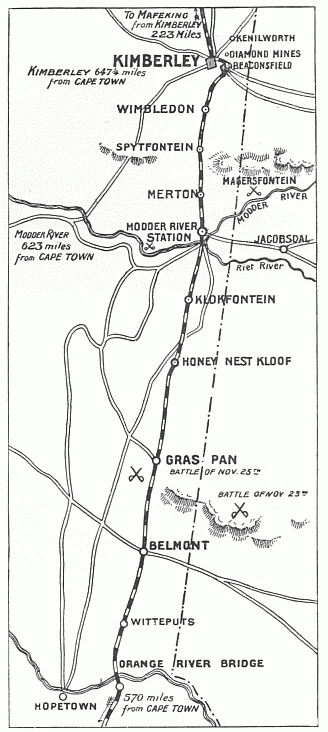 To MAFEKING
from KIMBERLEY
223 Miles
KENILWORTH
DIAMOND MINES
KIMBERLEY
BEACONSFIELD
KIMBERLEY 647¾ miles
from CAPE TOWN
WIMBLEDON
SPYTFONTEIN
MAGERSFONTEIN
MERTON
MODDER RIVER
MODDER RIVER
STATION
MODDER RIVER
623 miles
from CAPE TOWN
JACOBSDAL
Riet River
KLOKFONTEIN
HONEY NEST KLOOF
GRAS PAN
BATTLE OF NOV. 25TH
BATTLE OF NOV 23RD
BELMONT
WITTEPUTS
ORANGE RIVER BRIDGE
HOPETOWN
570 miles
from CAPE TOWN